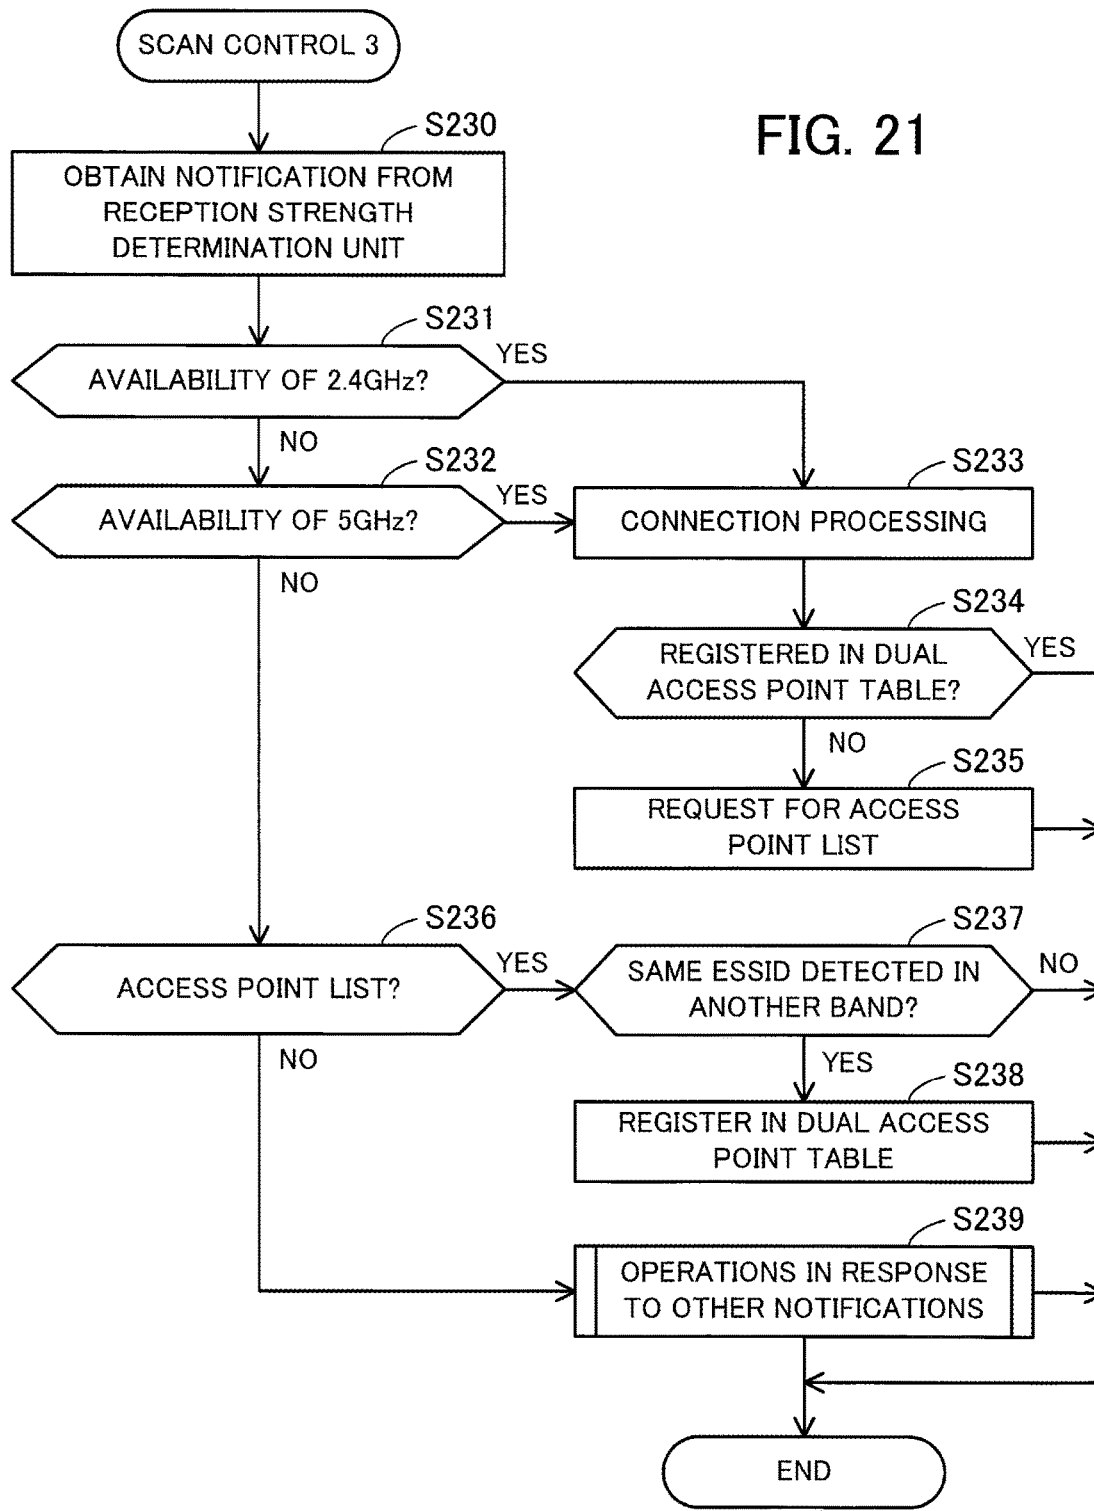 SCAN CONTROL 3
FIG. 21
S230
OBTAIN NOTIFICATION FROM
RECEPTION STRENGTH
DETERMINATION UNIT
S231
AVAILABILITY OF 2.4GHz?
YES
NO
S232
AVAILABILITY OF 5GHz?
YES
NO
S233
CONNECTION PROCESSING
S234
REGISTERED IN DUAL
ACCESS POINT TABLE?
YES
NO
S235
REQUEST FOR ACCESS
POINT LIST
S236
ACCESS POINT LIST?
YES
NO
S237
SAME ESSID DETECTED IN
ANOTHER BAND?
NO
YES
S238
REGISTER IN DUAL ACCESS
POINT TABLE
S239
OPERATIONS IN RESPONSE
TO OTHER NOTIFICATIONS
END